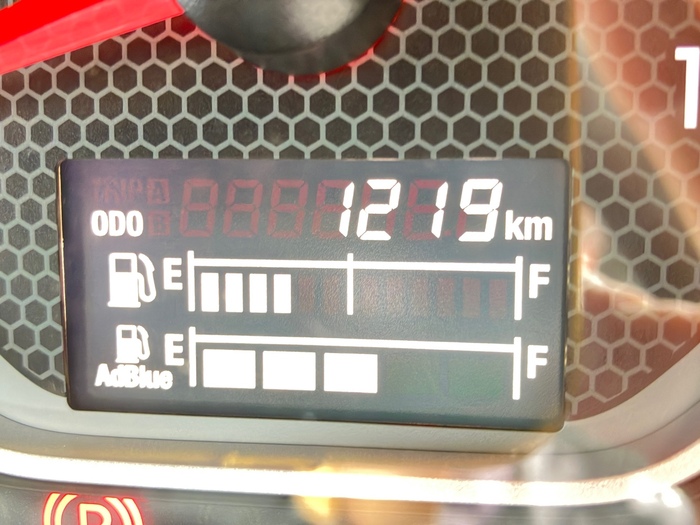 TRIP A
ODO B 1219 km
E F
E F
AdBlue
P